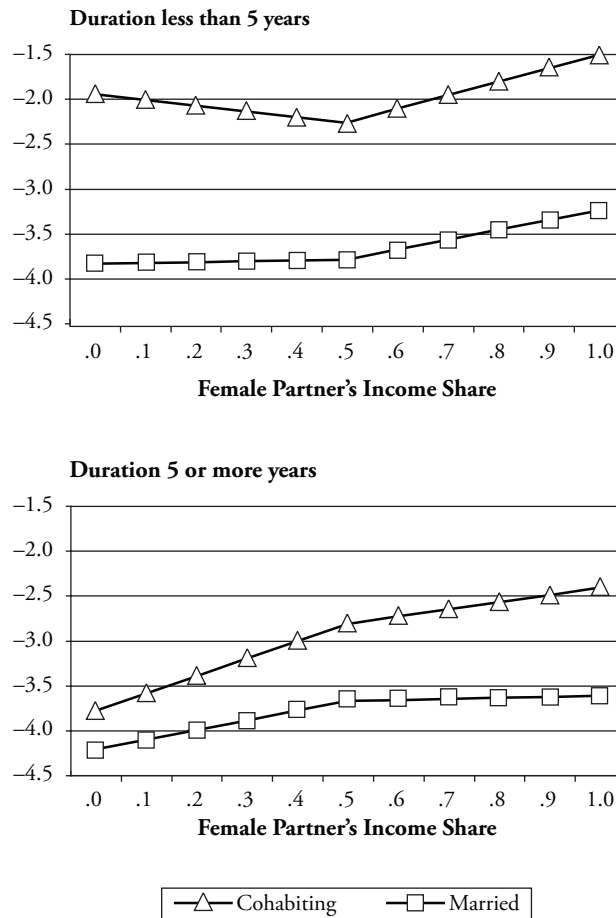 Duration less than 5 years
–1.5
–2.0
–2.5
–3.0
–3.5
–4.0
–4.5
.0 .1 .2 .3 .4 .5 .6 .7 .8 .9 1.0
Female Partner’s Income Share
Duration 5 or more years
–1.5
–2.0
–2.5
–3.0
–3.5
–4.0
–4.5
.0 .1 .2 .3 .4 .5 .6 .7 .8 .9 1.0
Female Partner’s Income Share
Cohabiting Married